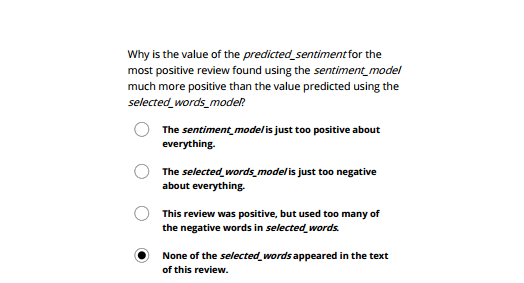 Why is the value of the predicted_sentiment for the
most positive review found using the sentiment_model
much more positive than the value predicted using the
selected_words_model?
The sentiment_model is just too positive about
everything.
The selected_words_model is just too negative
about everything.
This review was positive, but used too many of
the negative words in selected_words.
None of the selected_words appeared in the text
of this review.